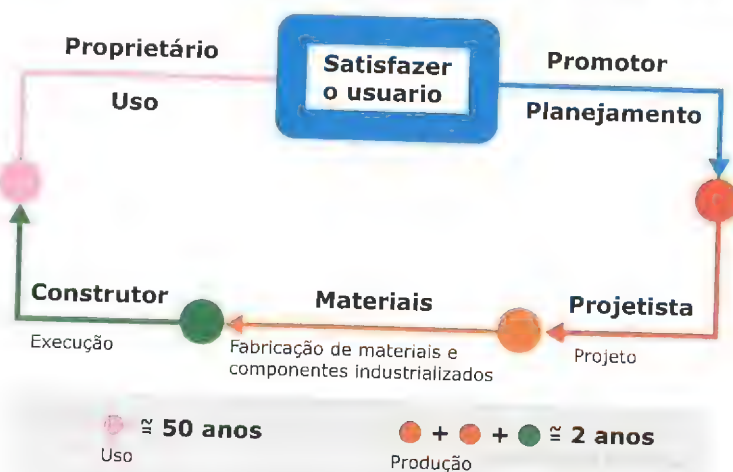 Proprietário
Uso
Satisfazer
o usuario
Promotor
Planejamento
Construtor
Execução
Materiais
Fabricação de materiais e
componentes industrializados
Projetista
Projeto
≅ 50 anos
Uso
+ + ≅ 2 anos
Produção